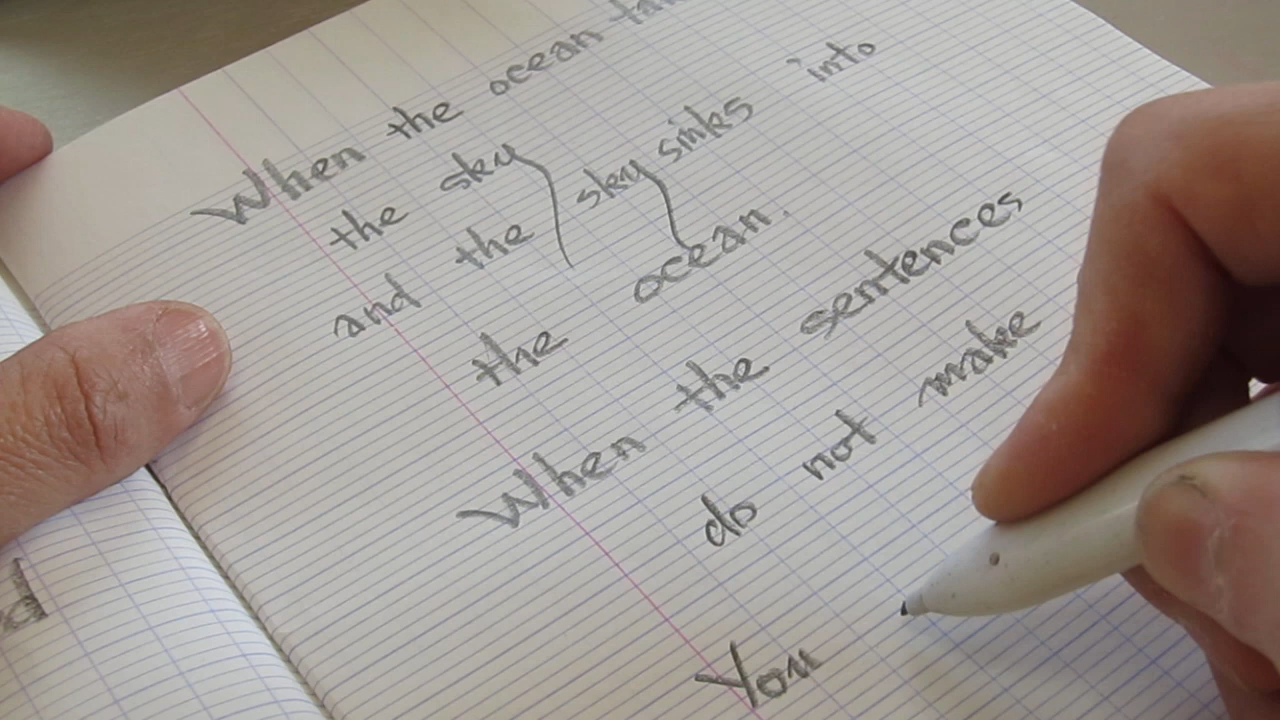 When the ocean
the sky
and the sky sinks into
the ocean.
When the sentences
do not make
You